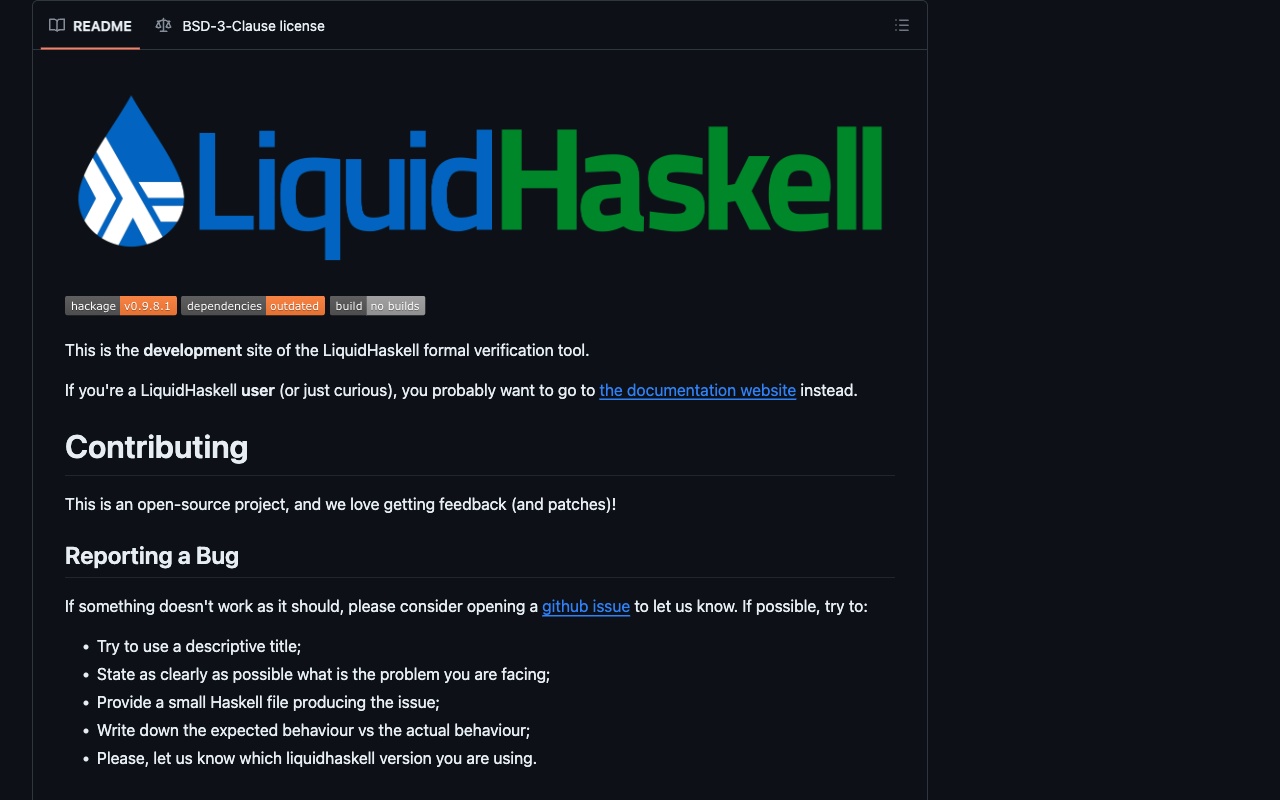 README BSD-3-Clause license
LiquidHaskell
hackage v0.9.8.1 dependencies outdated build no builds
This is the development site of the LiquidHaskell formal verification tool.
If you're a LiquidHaskell user (or just curious), you probably want to go to the documentation website instead.
Contributing
This is an open-source project, and we love getting feedback (and patches)!
Reporting a Bug
If something doesn't work as it should, please consider opening a github issue to let us know. If possible, try to:
• Try to use a descriptive title;
• State as clearly as possible what is the problem you are facing;
• Provide a small Haskell file producing the issue;
• Write down the expected behaviour vs the actual behaviour;
• Please, let us know which liquidhaskell version you are using.